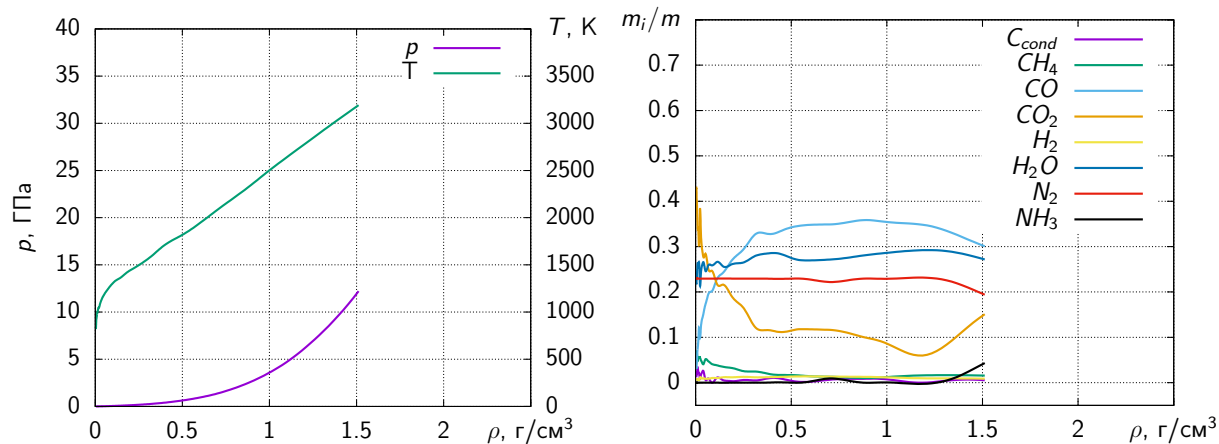 p, ГПа
40
35
30
25
20
15
10
5
0
T, K
3500
3000
2500
2000
1500
1000
500
0
p
T
0
0.5
1
1.5
2
ρ, г/см³
m_i/m
0.7
0.6
0.5
0.4
0.3
0.2
0.1
0
C_cond
CH₄
CO
CO₂
H₂
H₂O
N₂
NH₃
0
0.5
1
1.5
2
ρ, г/см³